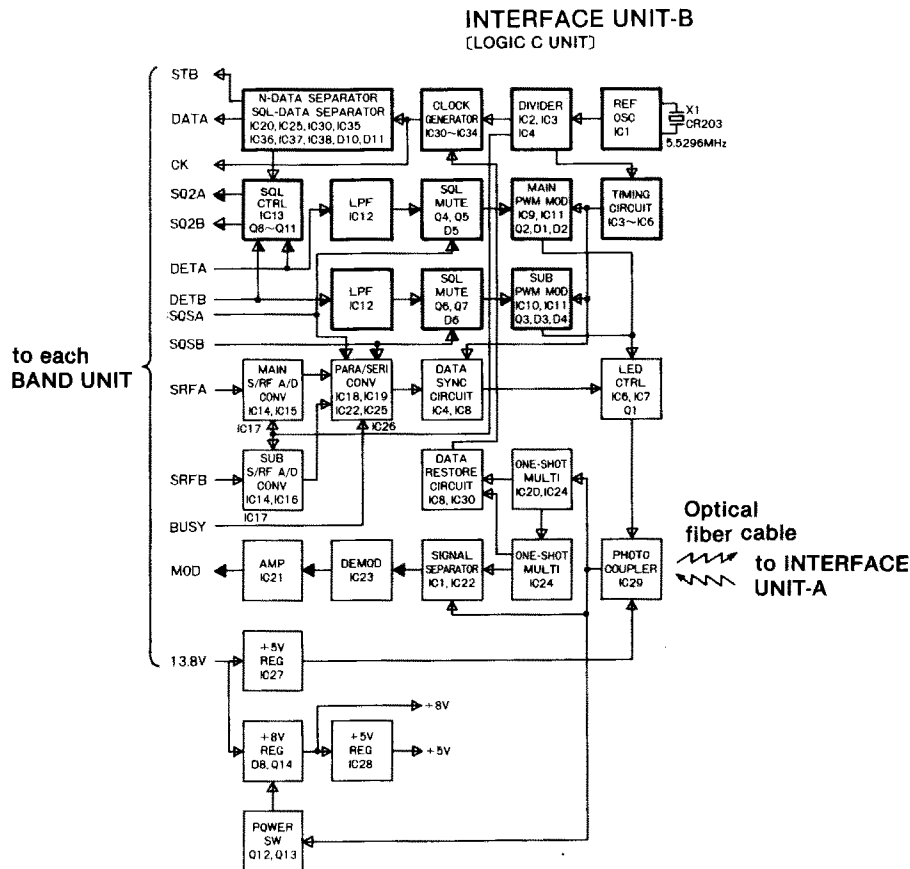 INTERFACE UNIT-B
(LOGIC C UNIT)
STB
DATA
CK
SQ2A
SQ2B
DETA
DETB
SQSA
SQSB
SRFA
SRFB
BUSY
MOD
13.8V
to each
BAND UNIT
N-DATA SEPARATOR
SQL-DATA SEPARATOR
IC20, IC25, IC30, IC35
IC36, IC37, IC38, D10, D11
CLOCK
GENERATOR
IC30~IC34
DIVIDER
IC2, IC3
IC4
REF
OSC
IC1
X1
CR203
5.5296MHz
SQL
CTRL
IC13
Q8~Q11
LPF
IC12
SQL
MUTE
Q4, Q5
D5
MAIN
PWM MOD
IC9, IC11
Q2, D1, D2
TIMING
CIRCUIT
IC3~IC6
LPF
IC12
SQL
MUTE
Q6, Q7
D6
SUB
PWM MOD
IC10, IC11
Q3, D3, D4
MAIN
S/RF A/D
CONV
IC14, IC15
IC17
PARA/SERI
CONV
IC18, IC19
IC22, IC25
IC26
DATA
SYNC
CIRCUIT
IC4, IC8
LED
CTRL
IC6, IC7
Q1
SUB
S/RF A/D
CONV
IC14, IC16
IC17
DATA
RESTORE
CIRCUIT
IC8, IC30
ONE-SHOT
MULTI
IC20, IC24
AMP
IC21
DEMOD
IC23
SIGNAL
SEPARATOR
IC1, IC22
ONE-SHOT
MULTI
IC24
PHOTO
COUPLER
IC29
Optical
fiber cable
to INTERFACE
UNIT-A
+5V
REG
IC27
+8V
REG
D8, Q14
+5V
REG
IC28
+8V
+5V
POWER
SW
Q12, Q13